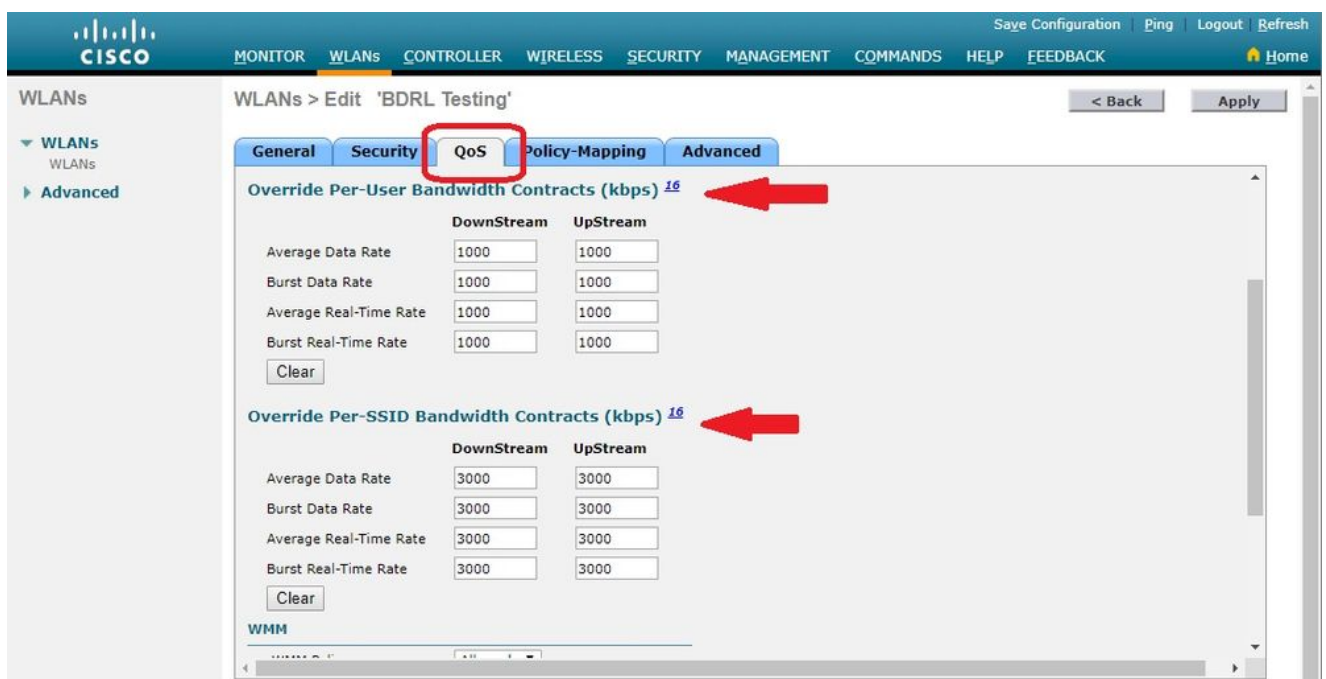 Save Configuration Ping Logout Refresh
CISCO MONITOR WLANs CONTROLLER WIRELESS SECURITY MANAGEMENT COMMANDS HELP FEEDBACK Home
WLANs
WLANs
WLANs
Advanced
WLANs > Edit 'BDRL Testing'
< Back Apply
General Security QoS Policy-Mapping Advanced
Override Per-User Bandwidth Contracts (kbps) 16
DownStream UpStream
Average Data Rate 1000 1000
Burst Data Rate 1000 1000
Average Real-Time Rate 1000 1000
Burst Real-Time Rate 1000 1000
Clear
Override Per-SSID Bandwidth Contracts (kbps) 16
DownStream UpStream
Average Data Rate 3000 3000
Burst Data Rate 3000 3000
Average Real-Time Rate 3000 3000
Burst Real-Time Rate 3000 3000
Clear
WMM